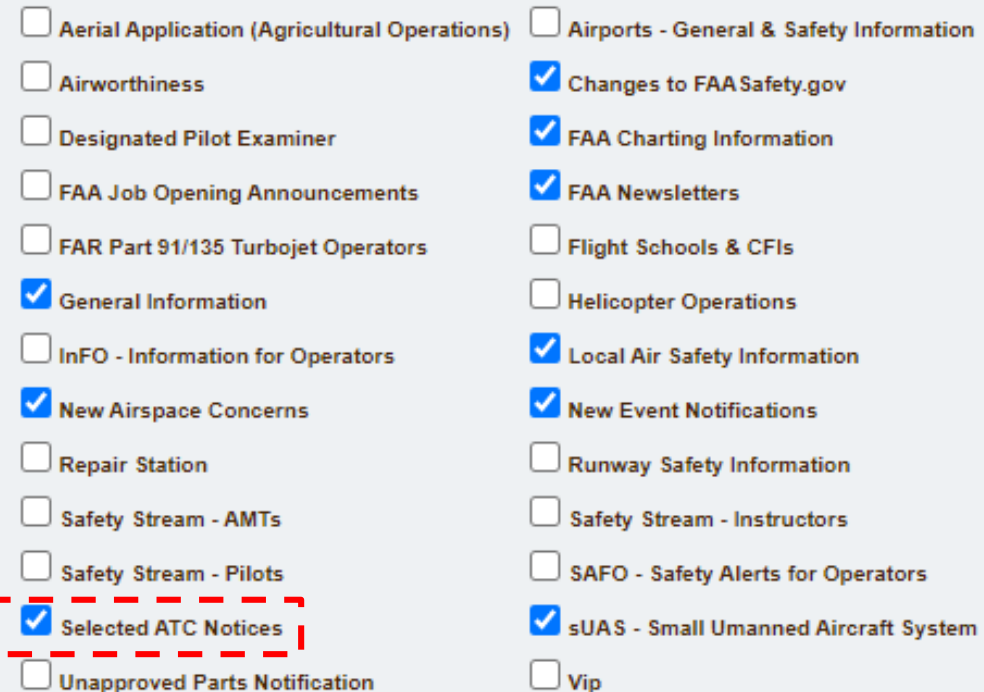 Aerial Application (Agricultural Operations) Airports - General & Safety Information
Airworthiness Changes to FAASafety.gov
Designated Pilot Examiner FAA Charting Information
FAA Job Opening Announcements FAA Newsletters
FAR Part 91/135 Turbojet Operators Flight Schools & CFIs
General Information Helicopter Operations
InFO - Information for Operators Local Air Safety Information
New Airspace Concerns New Event Notifications
Repair Station Runway Safety Information
Safety Stream - AMTs Safety Stream - Instructors
Safety Stream - Pilots SAFO - Safety Alerts for Operators
Selected ATC Notices sUAS - Small Umanned Aircraft System
Unapproved Parts Notification Vip